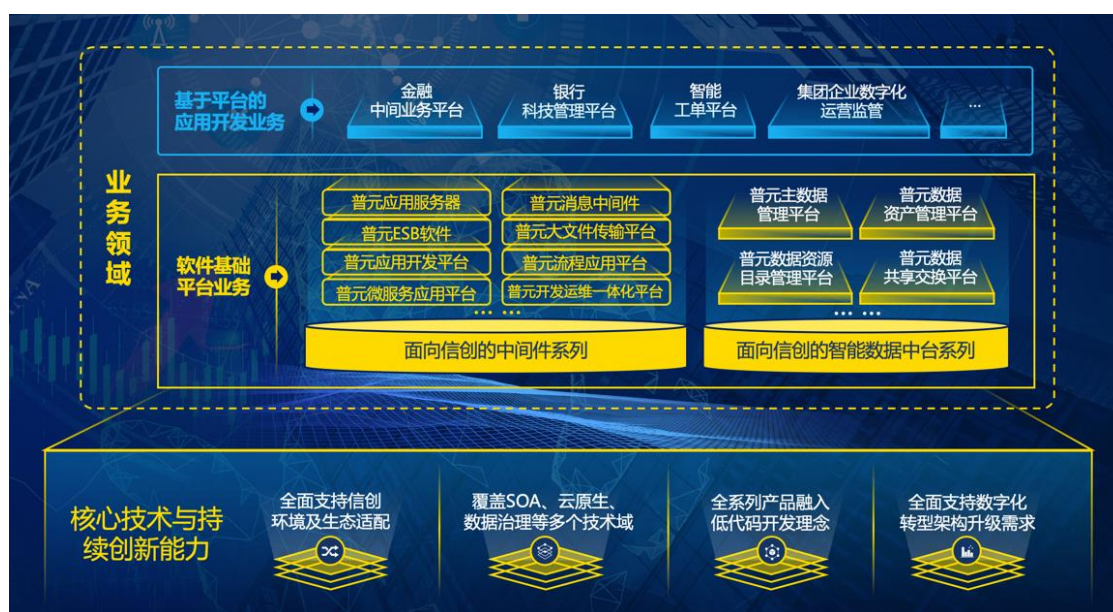 业务领域
基于平台的
应用开发业务
金融
中间业务平台
银行
科技管理平台
智能
工单平台
集团企业数字化
运营监管
...
软件基础
平台业务
普元应用服务器
普元消息中间件
普元ESB软件
普元大文件传输平台
普元应用开发平台
普元流程应用平台
普元微服务应用平台
普元开发运维一体化平台
... ...
面向信创的中间件系列
普元主数据
管理平台
普元数据
资产管理平台
普元数据资源
目录管理平台
普元数据
共享交换平台
... ...
面向信创的智能数据中台系列
核心技术与持
续创新能力
全面支持信创
环境及生态适配
覆盖SOA、云原生、
数据治理等多个技术域
全系列产品融入
低代码开发理念
全面支持数字化
转型架构升级需求